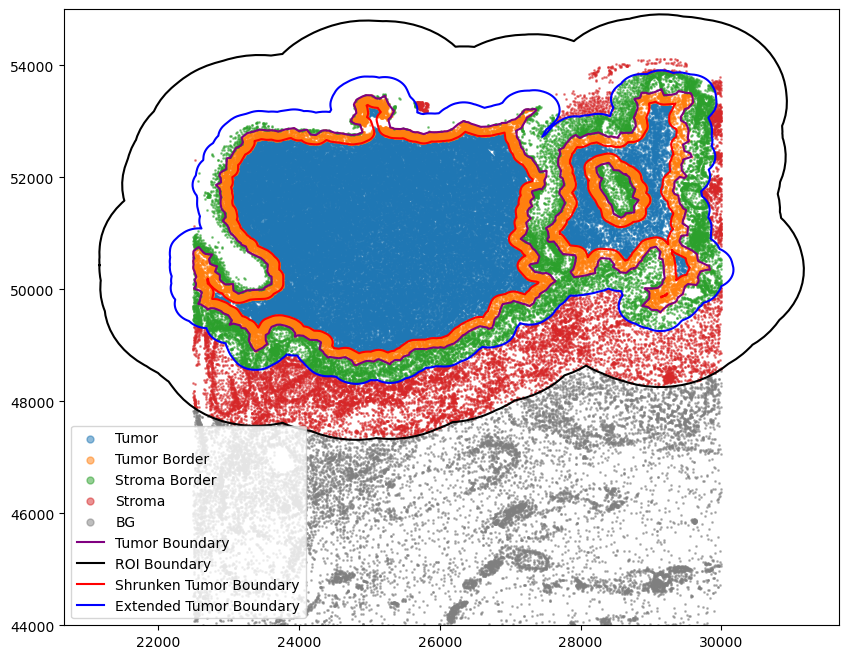 54000
52000
50000
48000
46000
44000
Tumor
Tumor Border
Stroma Border
Stroma
BG
Tumor Boundary
ROI Boundary
Shrunken Tumor Boundary
Extended Tumor Boundary
22000 24000 26000 28000 30000